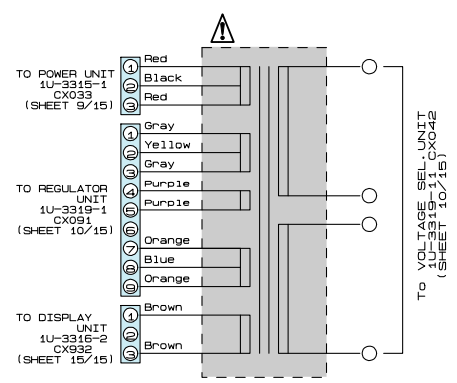 !
TO POWER UNIT
1U-3315-1
CX033
(SHEET 9/15)
1 Red
2 Black
3 Red
TO REGULATOR
UNIT
1U-3319-1
CX091
(SHEET 10/15)
1 Gray
2 Yellow
3 Gray
4 Purple
5 Purple
6
7 Orange
8 Blue
9 Orange
TO DISPLAY
UNIT
1U-3316-2
CX932
(SHEET 15/15)
1 Brown
2
3 Brown
TO VOLTAGE SEL.UNIT
1U-3319-11 CX042
(SHEET 10/15)